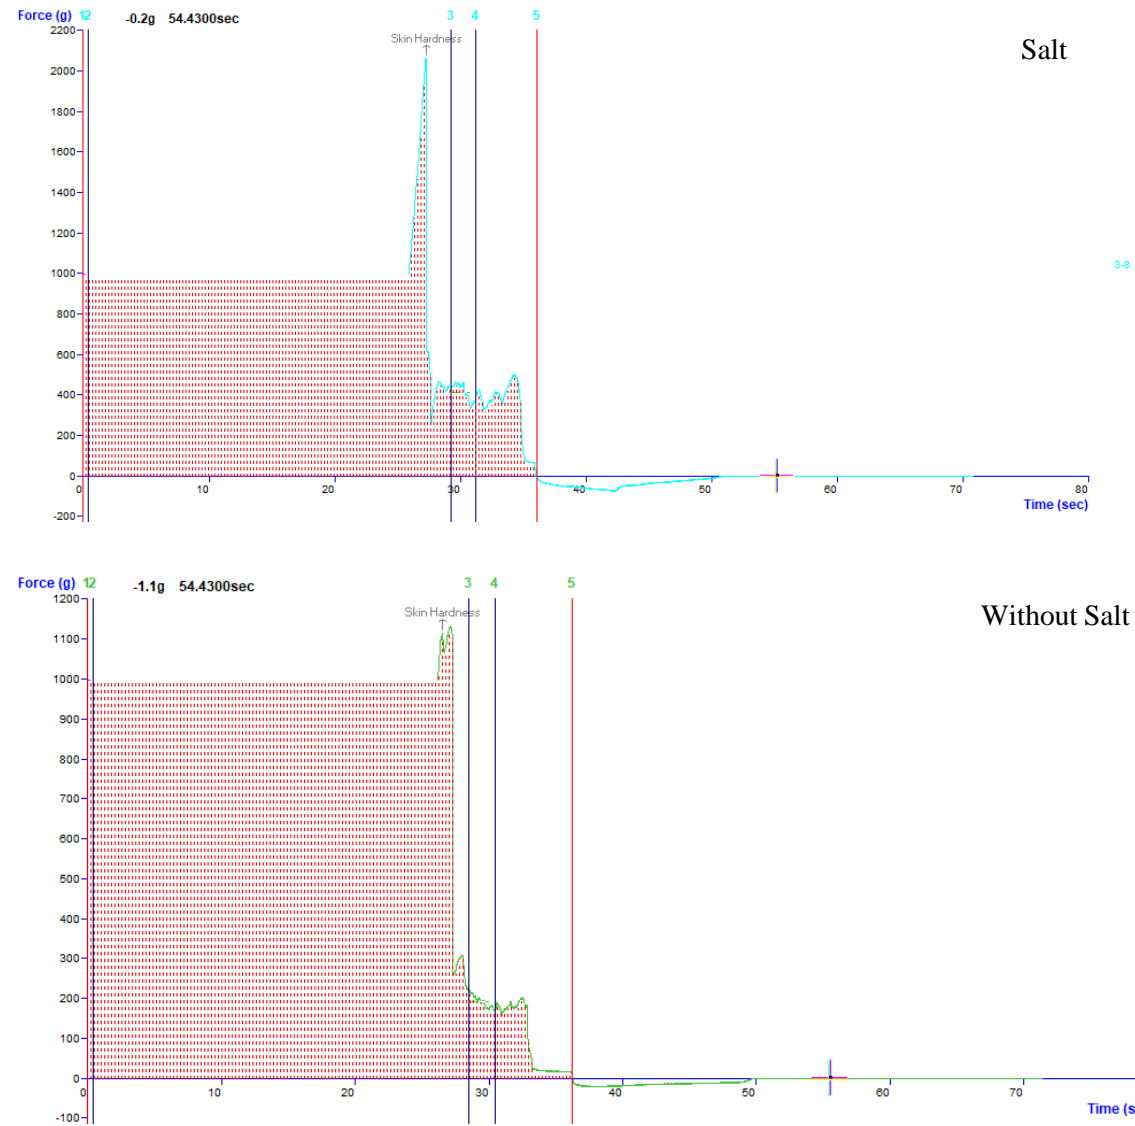 Force (g) 12 -0.2g 54.4300sec 3 4 5
2200
Skin Hardness
Salt
2000
1800
1600
1400
1200
3-8
1000
800
600
400
200
0
0 10 20 30 40 50 60 70 80
Time (sec)
-200
Force (g) 12 -1.1g 54.4300sec 3 4 5
1200
Skin Hardness
Without Salt
1100
1000
900
800
700
600
500
400
300
200
100
0
0 10 20 30 40 50 60 70
Time (s
-100